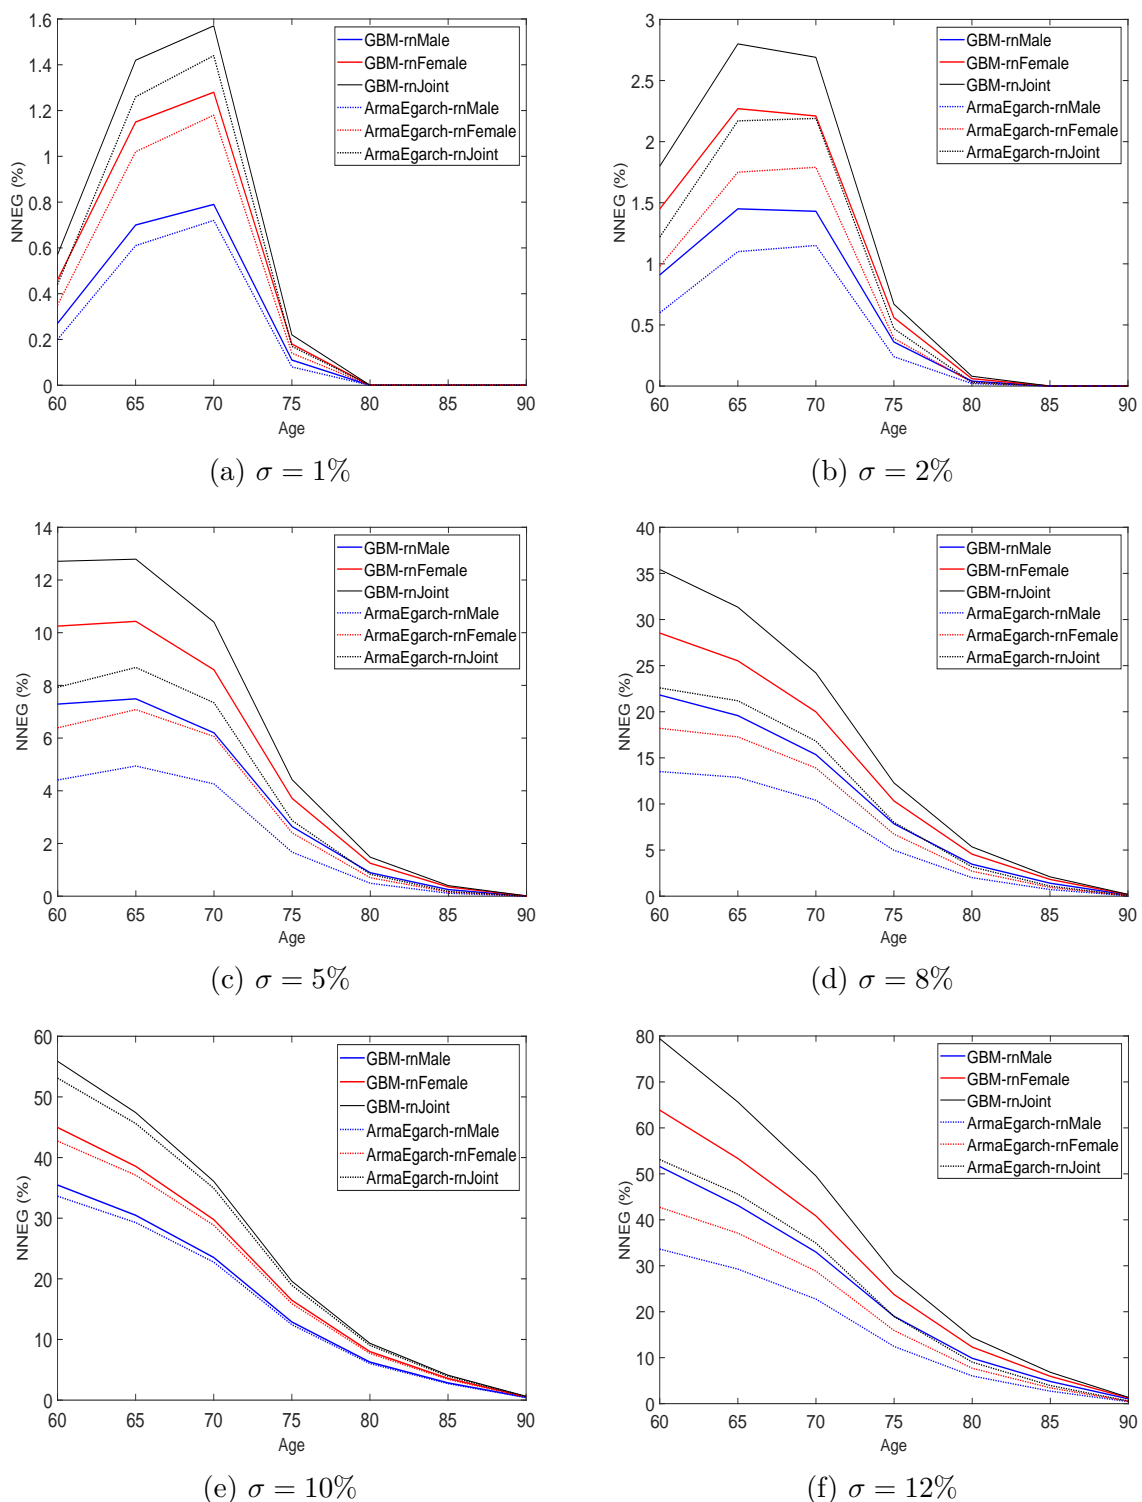 1.6
1.4
1.2
1
0.8
0.6
0.4
0.2
0
NNEG (%)
60 65 70 75 80 85 90
Age
GBM-rnMale
GBM-rnFemale
GBM-rnJoint
ArmaEgarch-rnMale
ArmaEgarch-rnFemale
ArmaEgarch-rnJoint
(a) σ = 1%
3
2.5
2
1.5
1
0.5
0
NNEG (%)
60 65 70 75 80 85 90
Age
GBM-rnMale
GBM-rnFemale
GBM-rnJoint
ArmaEgarch-rnMale
ArmaEgarch-rnFemale
ArmaEgarch-rnJoint
(b) σ = 2%
14
12
10
8
6
4
2
0
NNEG (%)
60 65 70 75 80 85 90
Age
GBM-rnMale
GBM-rnFemale
GBM-rnJoint
ArmaEgarch-rnMale
ArmaEgarch-rnFemale
ArmaEgarch-rnJoint
(c) σ = 5%
40
35
30
25
20
15
10
5
0
NNEG (%)
60 65 70 75 80 85 90
Age
GBM-rnMale
GBM-rnFemale
GBM-rnJoint
ArmaEgarch-rnMale
ArmaEgarch-rnFemale
ArmaEgarch-rnJoint
(d) σ = 8%
60
50
40
30
20
10
0
NNEG (%)
60 65 70 75 80 85 90
Age
GBM-rnMale
GBM-rnFemale
GBM-rnJoint
ArmaEgarch-rnMale
ArmaEgarch-rnFemale
ArmaEgarch-rnJoint
(e) σ = 10%
80
70
60
50
40
30
20
10
0
NNEG (%)
60 65 70 75 80 85 90
Age
GBM-rnMale
GBM-rnFemale
GBM-rnJoint
ArmaEgarch-rnMale
ArmaEgarch-rnFemale
ArmaEgarch-rnJoint
(f) σ = 12%